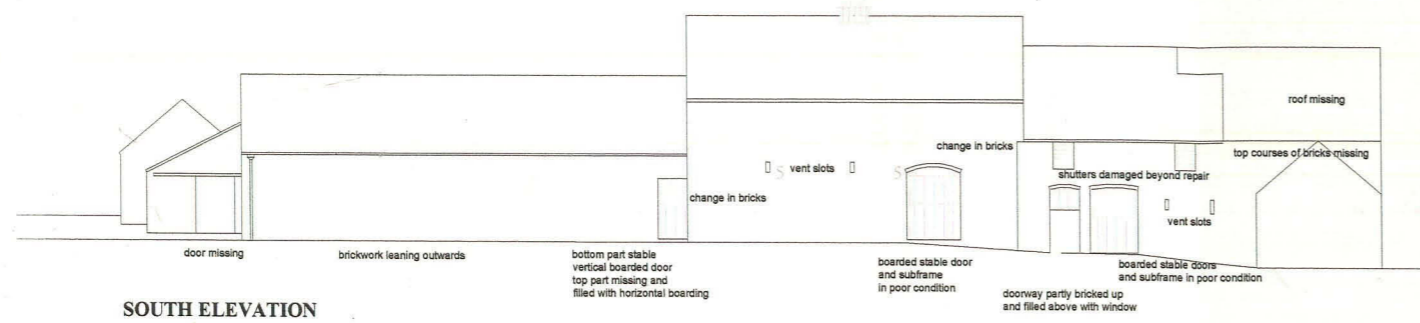 roof missing
change in bricks
top courses of bricks missing
vent slots
shutters damaged beyond repair
change in bricks
vent slots
door missing
brickwork leaning outwards
bottom part stable
vertical boarded door
top part missing and
filled with horizontal boarding
boarded stable door
and subframe
in poor condition
boarded stable doors
and subframe in poor condition
doorway partly bricked up
and filled above with window
SOUTH ELEVATION